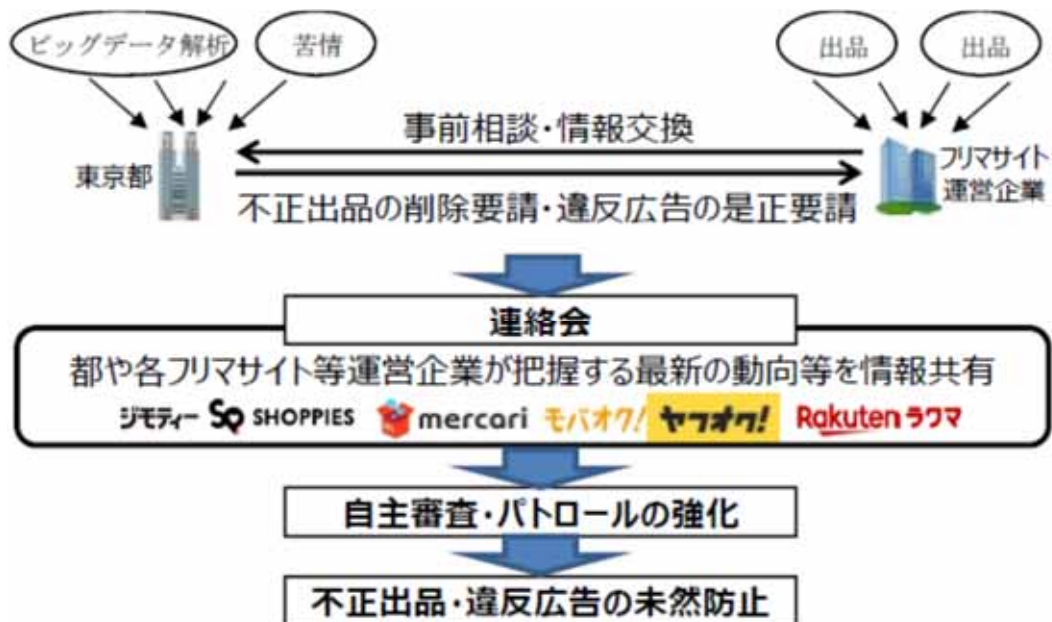 ビッグデータ解析
苦情
出品
出品
事前相談・情報交換
東京都
フリマサイト
運営企業
不正出品の削除要請・違反広告の是正要請
連絡会
都や各フリマサイト等運営企業が把握する最新の動向等を情報共有
ジモティー SHOPPIES mercari モバオク! ヤフオク! Rakuten ラクマ
自主審査・パトロールの強化
不正出品・違反広告の未然防止